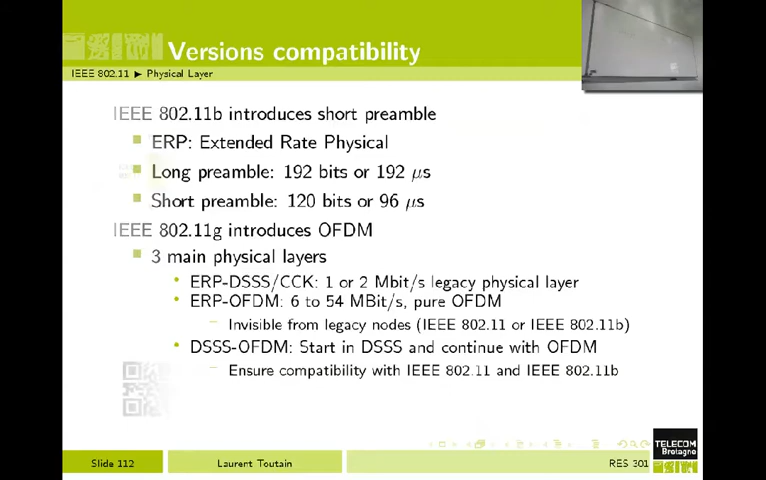 Versions compatibility
IEEE 802.11 ▶ Physical Layer
IEEE 802.11b introduces short preamble
ERP: Extended Rate Physical
Long preamble: 192 bits or 192 μs
Short preamble: 120 bits or 96 μs
IEEE 802.11g introduces OFDM
3 main physical layers
ERP-DSSS/CCK: 1 or 2 Mbit/s legacy physical layer
ERP-OFDM: 6 to 54 MBit/s, pure OFDM
Invisible from legacy nodes (IEEE 802.11 or IEEE 802.11b)
DSSS-OFDM: Start in DSSS and continue with OFDM
Ensure compatibility with IEEE 802.11 and IEEE 802.11b
TELECOM
Bretagne
Slide 112 Laurent Toutain RES 301